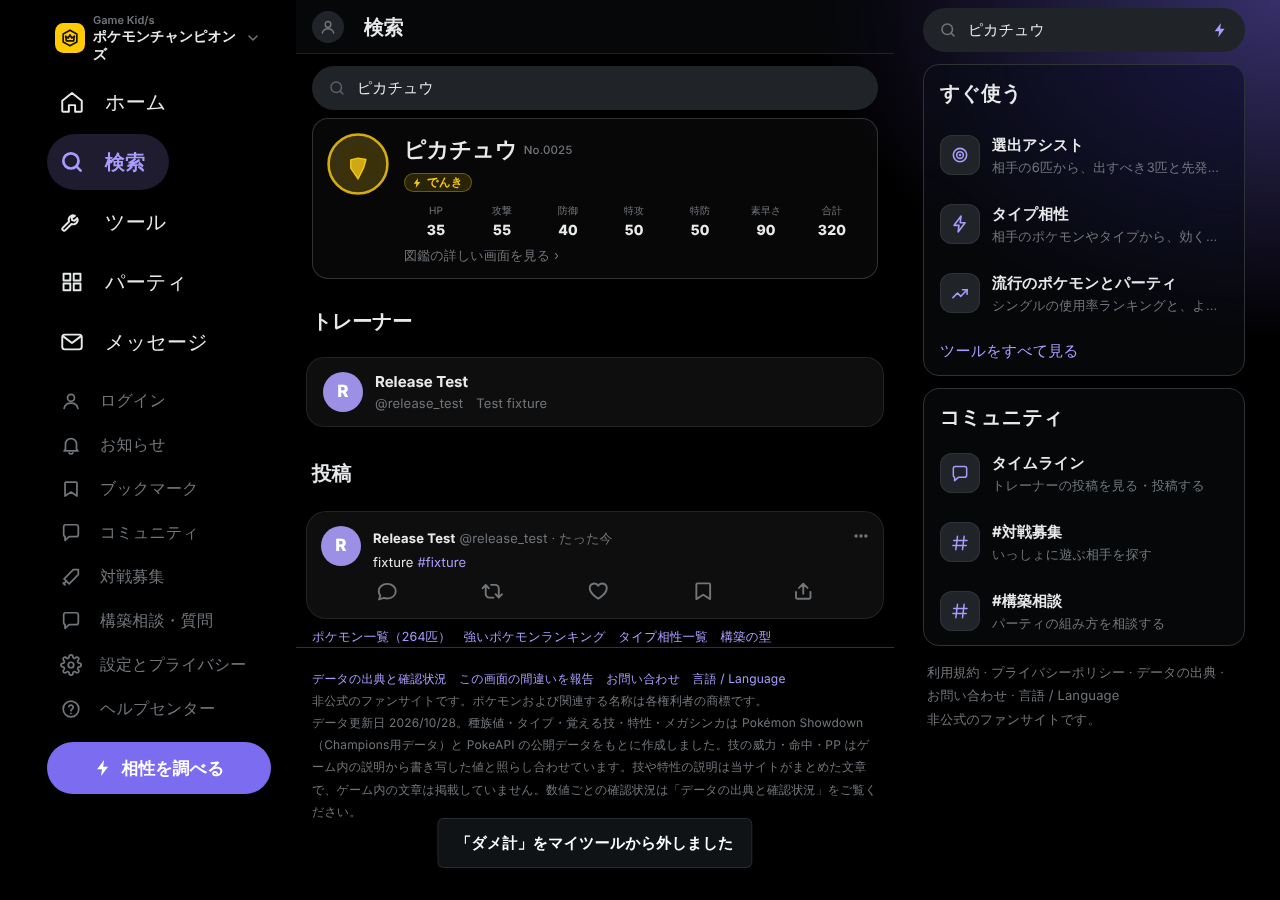 Game Kid/s
ポケモンチャンピオン
ズ
ホーム
検索
ツール
パーティ
メッセージ
ログイン
お知らせ
ブックマーク
コミュニティ
対戦募集
構築相談・質問
設定とプライバシー
ヘルプセンター
相性を調べる
検索
ピカチュウ
ピカチュウ No.0025
でんき
HP 攻撃 防御 特攻 特防 素早さ 合計
35 55 40 50 50 90 320
図鑑の詳しい画面を見る ›
トレーナー
R
Release Test
@release_test Test fixture
投稿
R
Release Test @release_test · たった今
fixture #fixture
ポケモン一覧（264匹） 強いポケモンランキング タイプ相性一覧 構築の型
データの出典と確認状況 この画面の間違いを報告 お問い合わせ 言語 / Language
非公式のファンサイトです。ポケモンおよび関連する名称は各権利者の商標です。
データ更新日 2026/10/28。種族値・タイプ・覚える技・特性・メガシンカは Pokémon Showdown
（Champions用データ）と PokeAPI の公開データをもとに作成しました。技の威力・命中・PP はゲ
ーム内の説明から書き写した値と照らし合わせています。技や特性の説明は当サイトがまとめた文章
で、ゲーム内の文章は掲載していません。数値ごとの確認状況は「データの出典と確認状況」をご覧く
ださい。
「ダメ計」をマイツールから外しました
ピカチュウ
すぐ使う
選出アシスト
相手の6匹から、出すべき3匹と先発…
タイプ相性
相手のポケモンやタイプから、効く…
流行のポケモンとパーティ
シングルの使用率ランキングと、よ…
ツールをすべて見る
コミュニティ
タイムライン
トレーナーの投稿を見る・投稿する
#対戦募集
いっしょに遊ぶ相手を探す
#構築相談
パーティの組み方を相談する
利用規約 · プライバシーポリシー · データの出典 ·
お問い合わせ · 言語 / Language
非公式のファンサイトです。